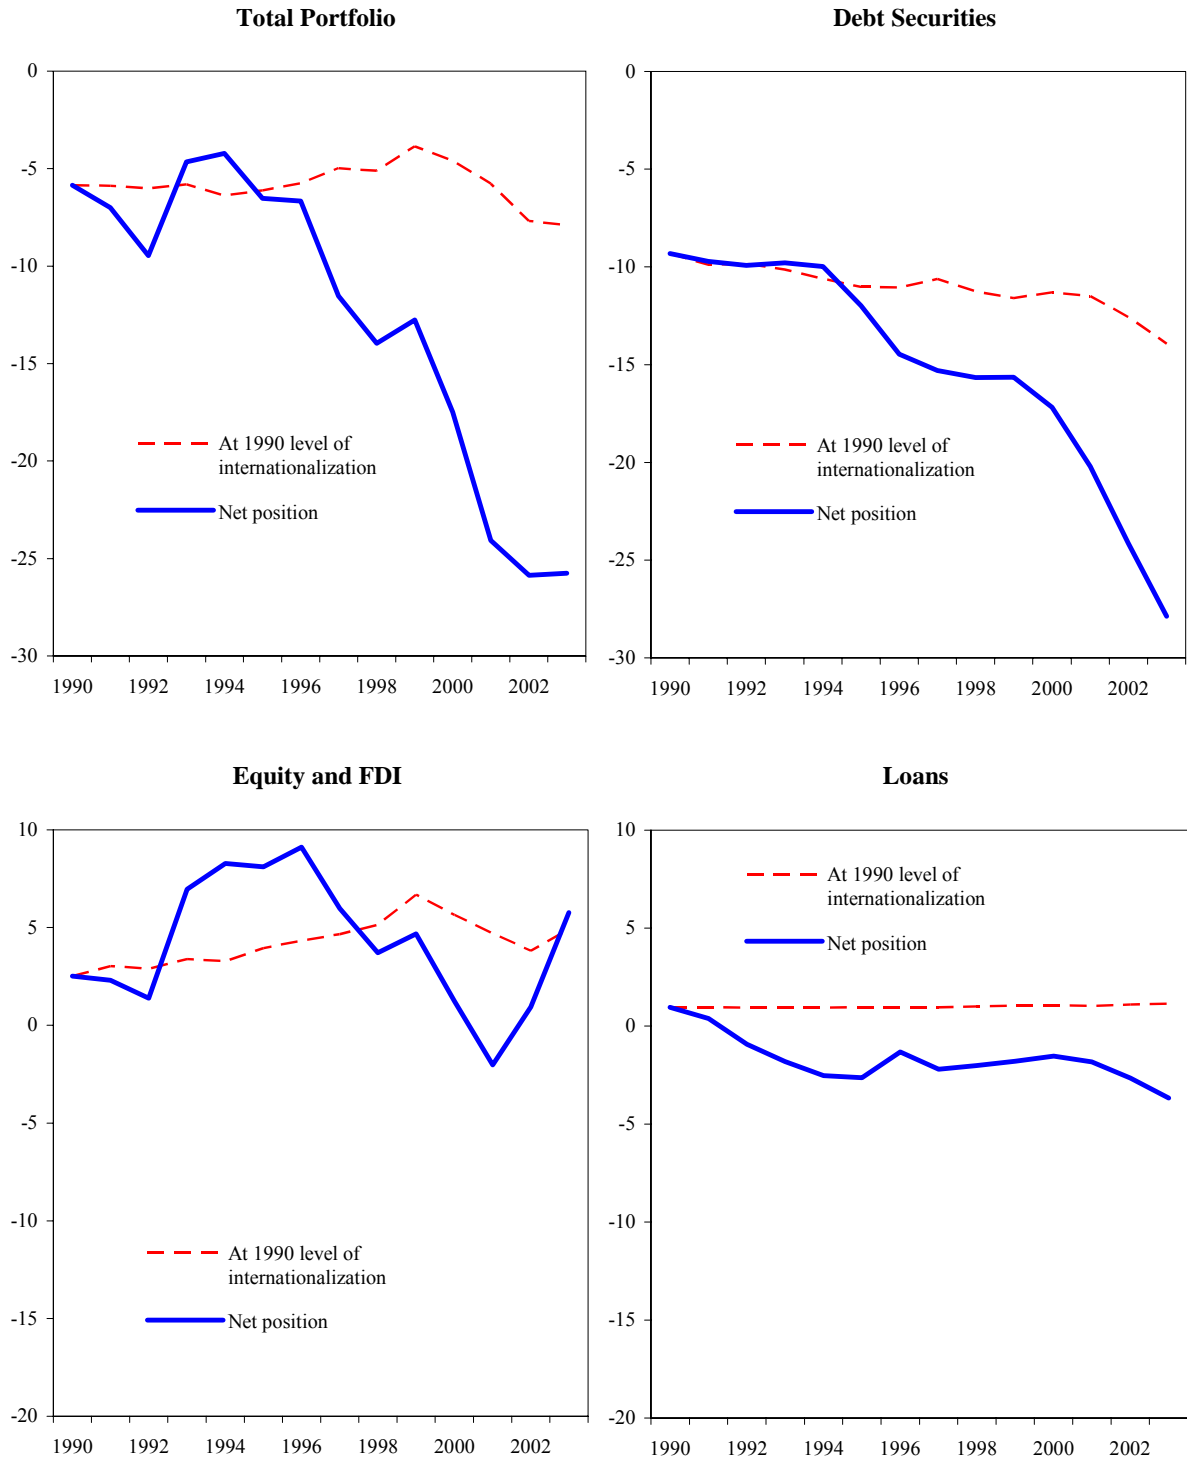 Total Portfolio
0
-5
-10
-15
-20
-25
-30
At 1990 level of
internationalization
Net position
1990 1992 1994 1996 1998 2000 2002
Debt Securities
0
-5
-10
-15
-20
-25
-30
At 1990 level of
internationalization
Net position
1990 1992 1994 1996 1998 2000 2002
Equity and FDI
10
5
0
-5
-10
-15
-20
At 1990 level of
internationalization
Net position
1990 1992 1994 1996 1998 2000 2002
Loans
10
5
0
-5
-10
-15
-20
At 1990 level of
internationalization
Net position
1990 1992 1994 1996 1998 2000 2002